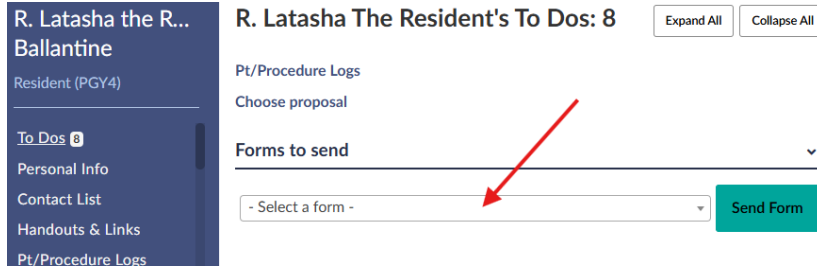 R. Latasha the R...
Ballantine
Resident (PGY4)
To Dos 8
Personal Info
Contact List
Handouts & Links
Pt/Procedure Logs
R. Latasha The Resident's To Dos: 8
Expand All
Collapse All
Pt/Procedure Logs
Choose proposal
Forms to send
- Select a form -
Send Form